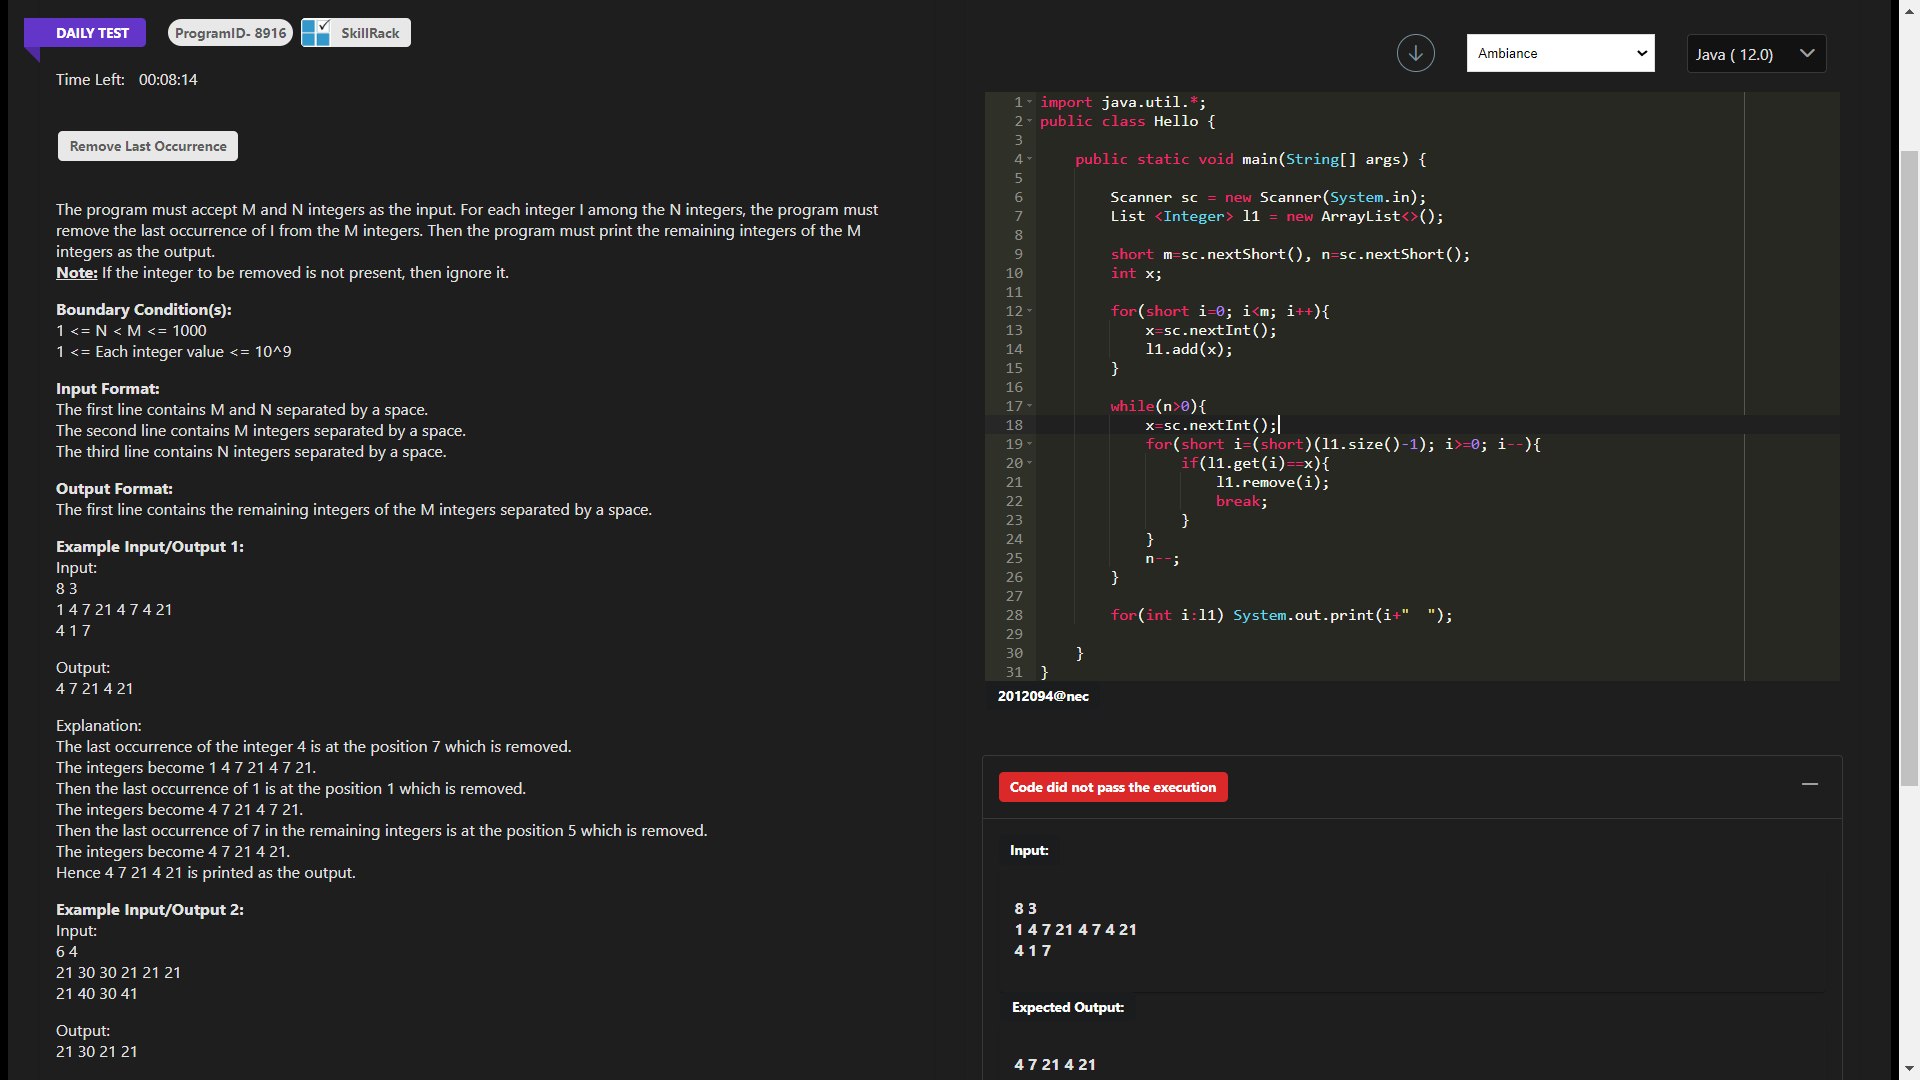 DAILY TEST
ProgramID- 8916
SkillRack
Time Left: 00:08:14
Ambiance
Java ( 12.0)
Remove Last Occurrence
The program must accept M and N integers as the input. For each integer I among the N integers, the program must
remove the last occurrence of I from the M integers. Then the program must print the remaining integers of the M
integers as the output.
Note: If the integer to be removed is not present, then ignore it.
Boundary Condition(s):
1 <= N < M <= 1000
1 <= Each integer value <= 10^9
Input Format:
The first line contains M and N separated by a space.
The second line contains M integers separated by a space.
The third line contains N integers separated by a space.
Output Format:
The first line contains the remaining integers of the M integers separated by a space.
Example Input/Output 1:
Input:
8 3
1 4 7 21 4 7 4 21
4 1 7
Output:
4 7 21 4 21
Explanation:
The last occurrence of the integer 4 is at the position 7 which is removed.
The integers become 1 4 7 21 4 7 21.
Then the last occurrence of 1 is at the position 1 which is removed.
The integers become 4 7 21 4 7 21.
Then the last occurrence of 7 in the remaining integers is at the position 5 which is removed.
The integers become 4 7 21 4 21.
Hence 4 7 21 4 21 is printed as the output.
Example Input/Output 2:
Input:
6 4
21 30 30 21 21 21
21 40 30 41
Output:
21 30 21 21
1 import java.util.*;
2 public class Hello {
3
4     public static void main(String[] args) {
5
6         Scanner sc = new Scanner(System.in);
7         List <Integer> l1 = new ArrayList<>();
8
9         short m=sc.nextShort(), n=sc.nextShort();
10         int x;
11
12         for(short i=0; i<m; i++){
13             x=sc.nextInt();
14             l1.add(x);
15         }
16
17         while(n>0){
18             x=sc.nextInt();
19             for(short i=(short)(l1.size()-1); i>=0; i--){
20                 if(l1.get(i)==x){
21                     l1.remove(i);
22                     break;
23                 }
24             }
25             n--;
26         }
27
28         for(int i:l1) System.out.print(i+"  ");
29
30     }
31 }
2012094@nec
Code did not pass the execution
Input:
8 3
1 4 7 21 4 7 4 21
4 1 7
Expected Output:
4 7 21 4 21